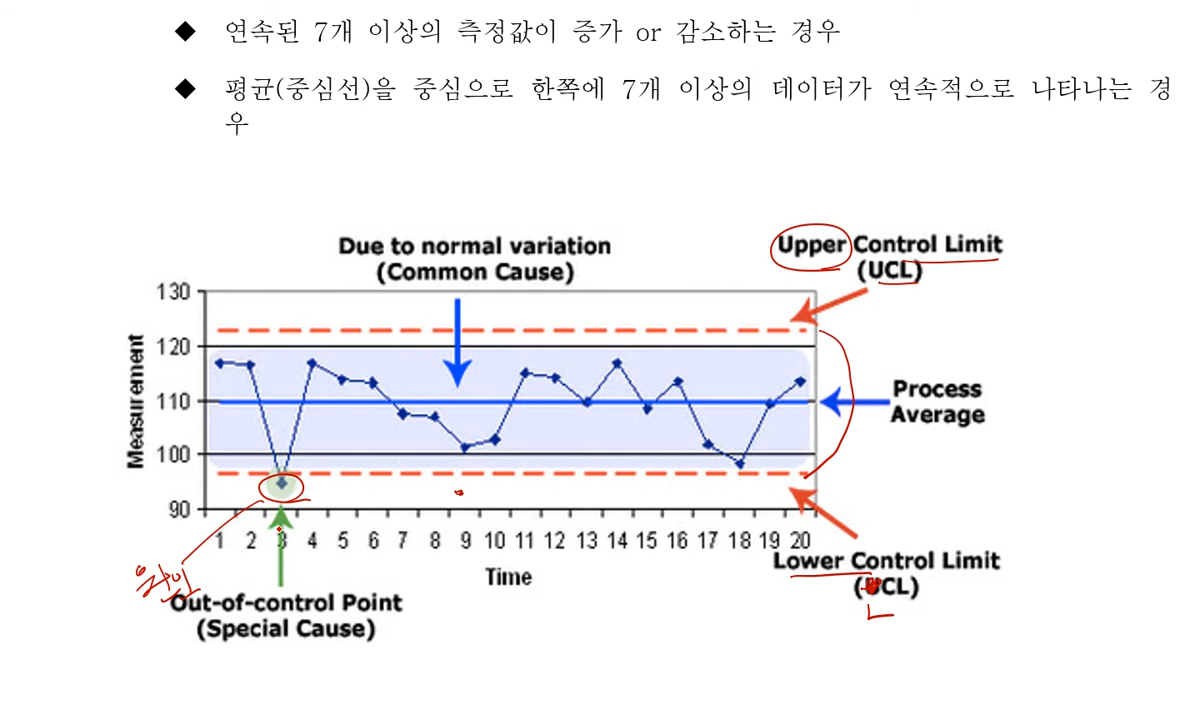 ◆ 연속된 7개 이상의 측정값이 증가 or 감소하는 경우
◆ 평균(중심선)을 중심으로 한쪽에 7개 이상의 데이터가 연속적으로 나타나는 경
우
Due to normal variation
(Common Cause)
Upper Control Limit
(UCL)
130
120
110
100
90
Measurement
Process
Average
1 2 3 4 5 6 7 8 9 10 11 12 13 14 15 16 17 18 19 20
Time
Lower Control Limit
(UCL)
L
원인
Out-of-control Point
(Special Cause)